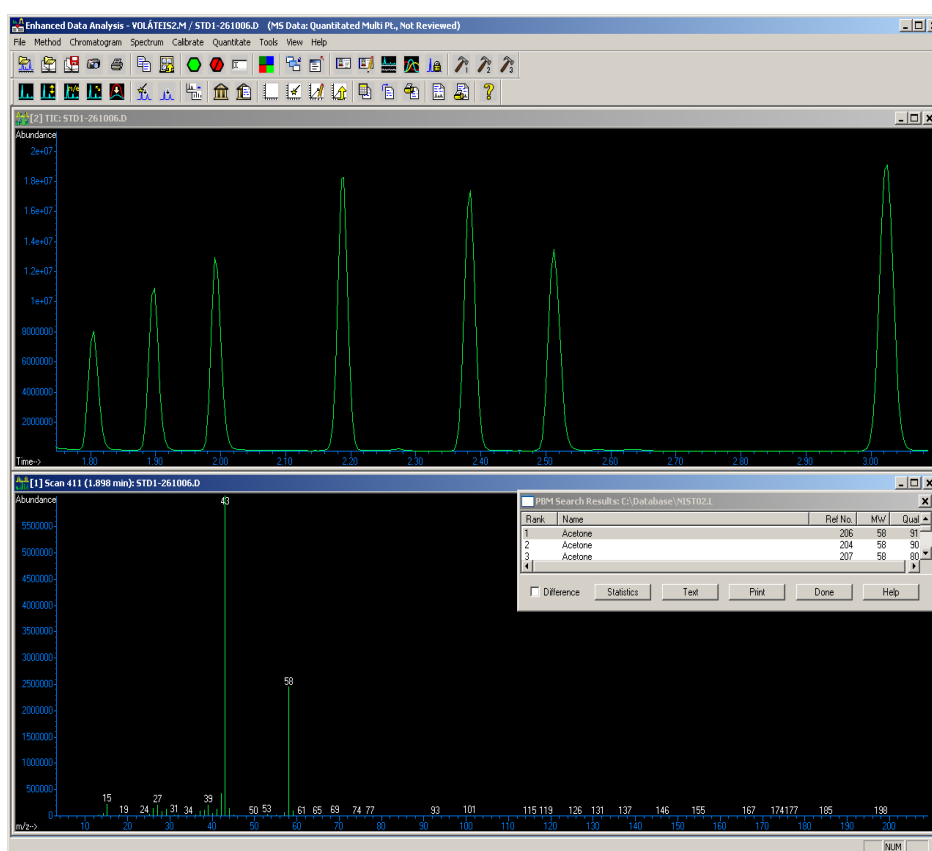 Enhanced Data Analysis - VOLÁTEIS2.M / STD1-261006.D (MS Data: Quantitated Multi Pt., Not Reviewed)
File Method Chromatogram Spectrum Calibrate Quantitate Tools View Help
[2] TIC: STD1-261006.D
Abundance
2e+07
1.8e+07
1.6e+07
1.4e+07
1.2e+07
1e+07
8000000
6000000
4000000
2000000
Time--> 1.80 1.90 2.00 2.10 2.20 2.30 2.40 2.50 2.60 2.70 2.80 2.90 3.00
[1] Scan 411 (1.898 min): STD1-261006.D
Abundance
43
PBM Search Results: C:\Database\NIST02.L
Rank Name Ref No. MW Qual
1 Acetone 206 58 91
2 Acetone 204 58 90
3 Acetone 207 58 80
Difference Statistics Text Print Done Help
5500000
5000000
4500000
4000000
3500000
3000000
2500000
2000000
1500000
1000000
500000
0
58
15 19 24 27 31 34 39 50 53 61 65 69 74 77 93 101 115 119 126 131 137 146 155 167 174 177 185 198
m/z--> 10 20 30 40 50 60 70 80 90 100 110 120 130 140 150 160 170 180 190 200
NUM